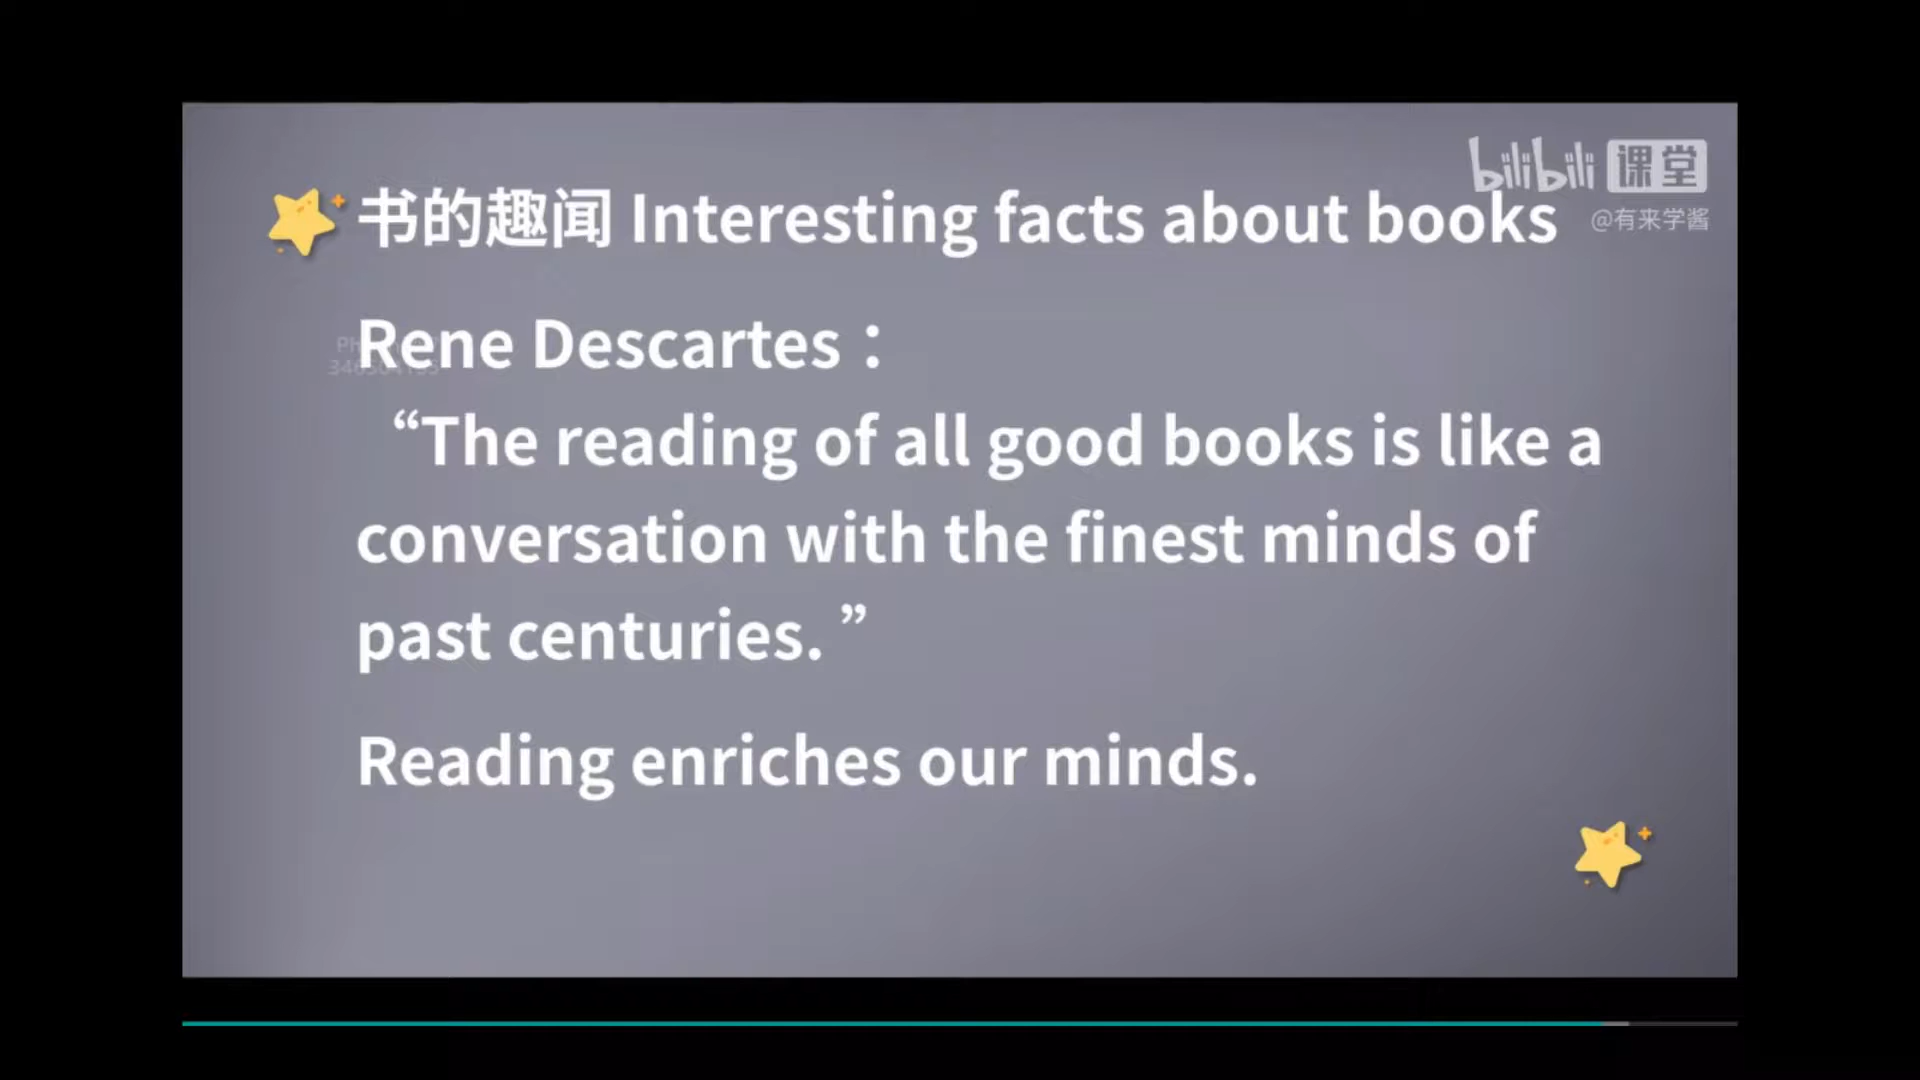 bilibili 课堂
@有来学酱
书的趣闻 Interesting facts about books
Rene Descartes：
“The reading of all good books is like a
conversation with the finest minds of
past centuries. ”
Reading enriches our minds.